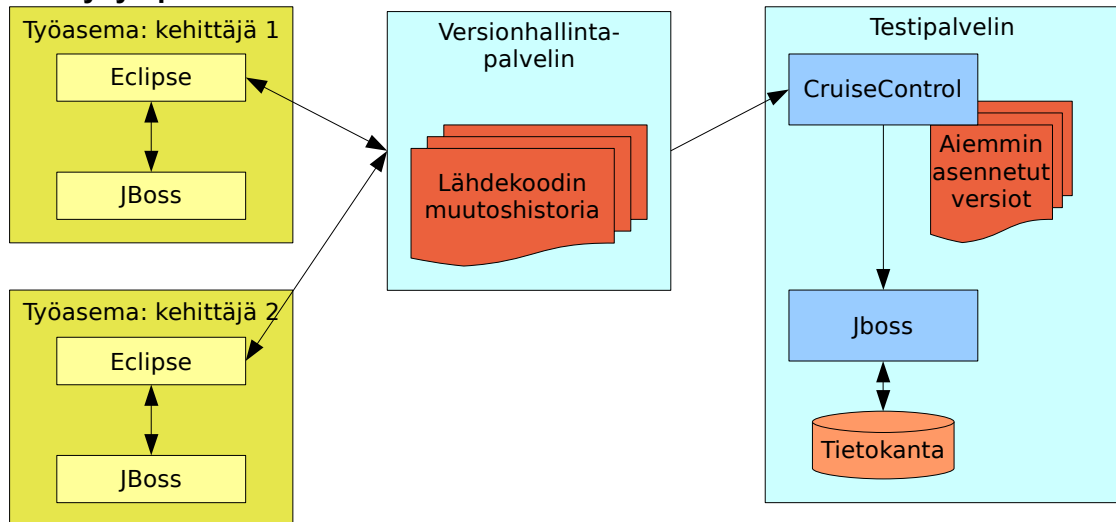 Työasema: kehittäjä 1
Eclipse
JBoss
Työasema: kehittäjä 2
Eclipse
JBoss
Versionhallinta-
palvelin
Lähdekoodin
muutoshistoria
Testipalvelin
CruiseControl
Aiemmin
asennetut
versiot
Jboss
Tietokanta